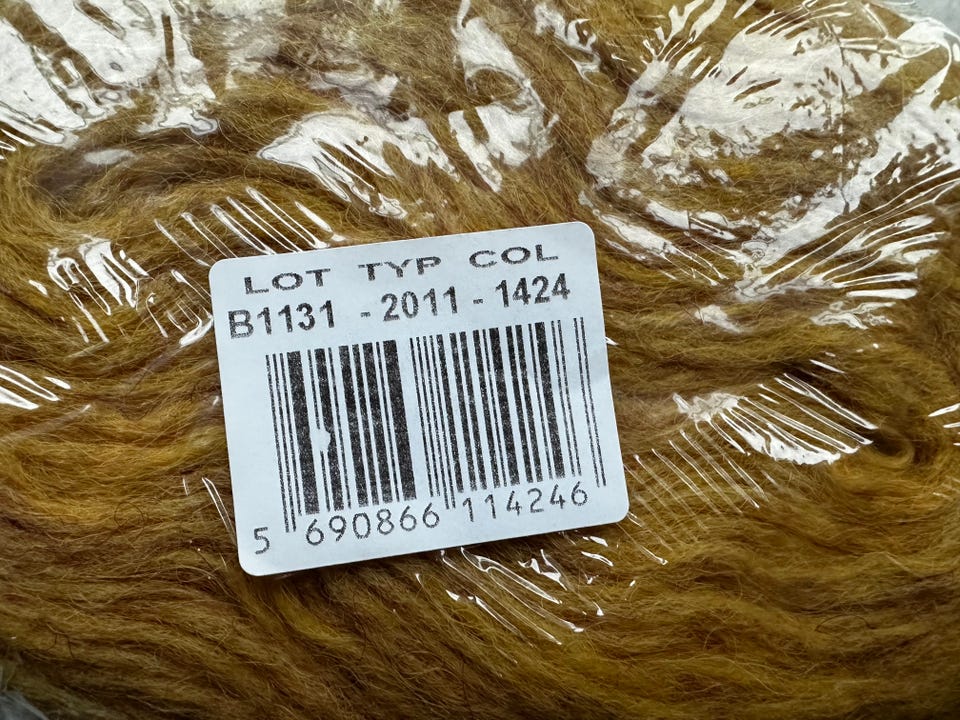 LOT TYP COL
B1131 - 2011 - 1424
5 690866 114246